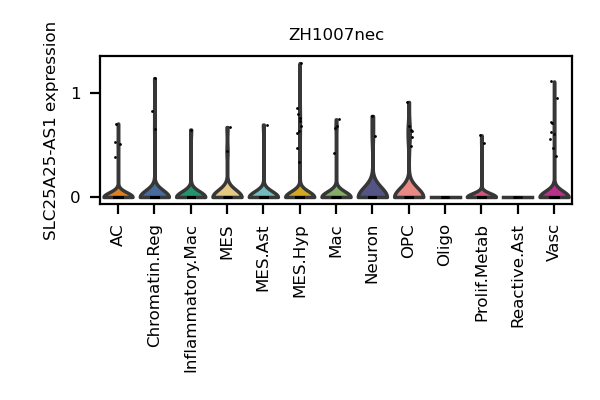 ZH1007nec
SLC25A25-AS1 expression
1
0
AC
Chromatin.Reg
Inflammatory.Mac
MES
MES.Ast
MES.Hyp
Mac
Neuron
OPC
Oligo
Prolif.Metab
Reactive.Ast
Vasc